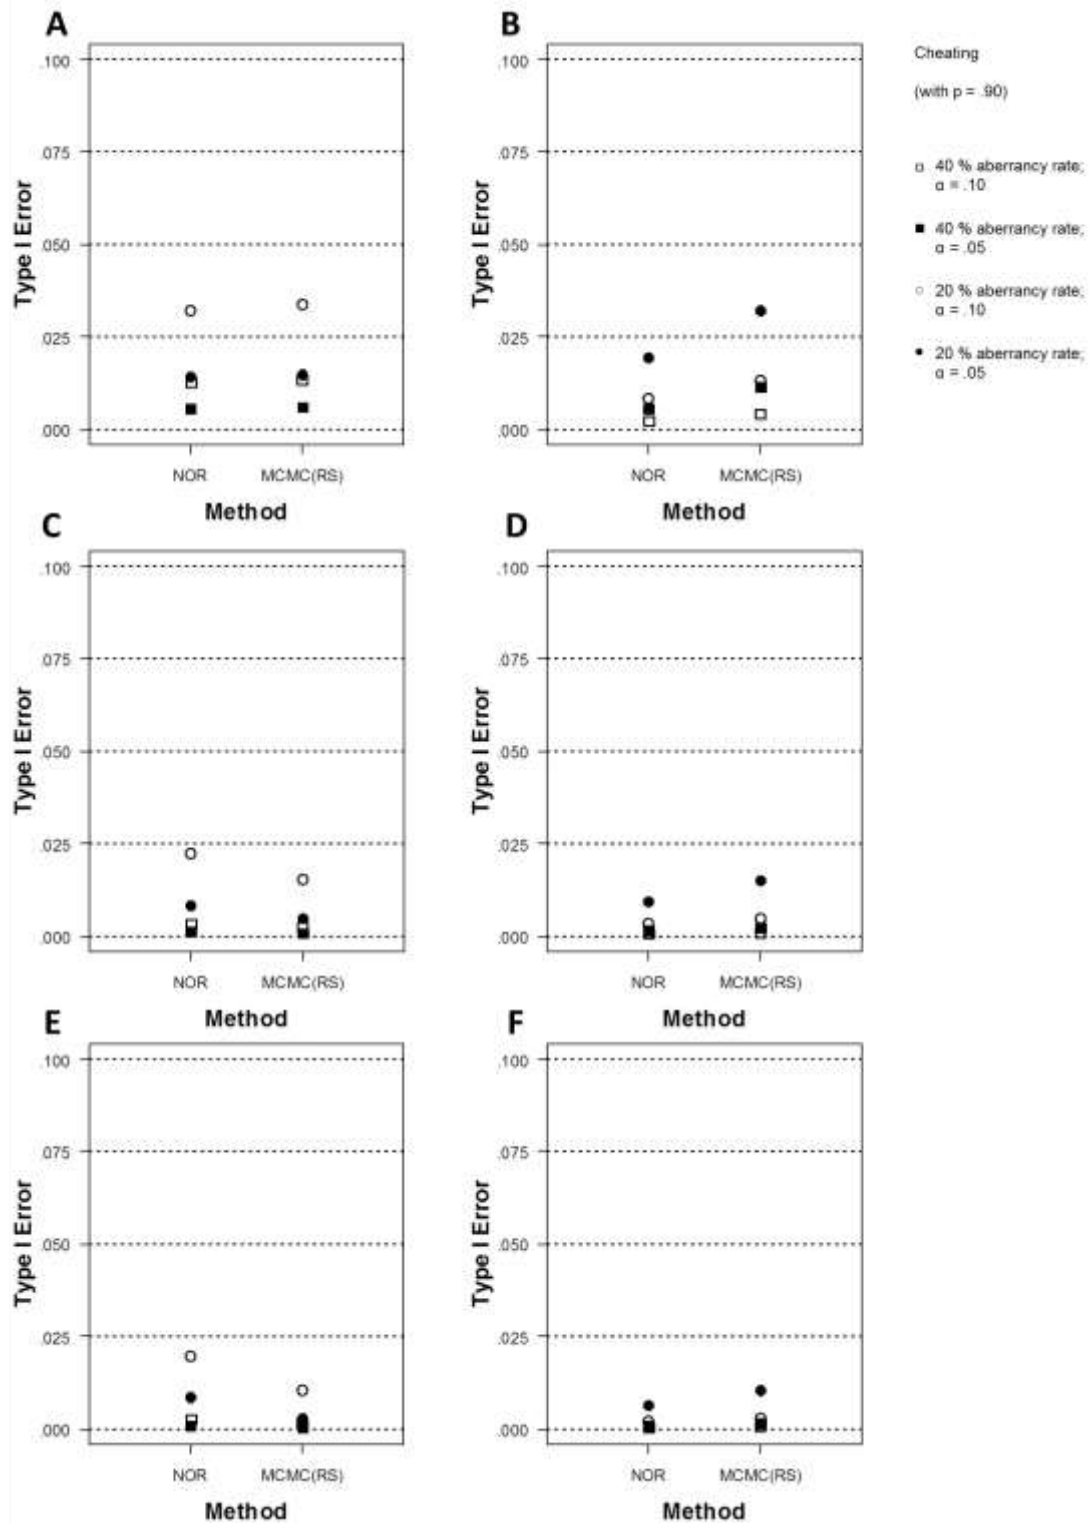 A
.100
.075
.050
.025
.000
Type I Error
NOR
MCMC(RS)
Method
B
.100
.075
.050
.025
.000
Type I Error
NOR
MCMC(RS)
Method
Cheating
(with p = .90)
40 % aberrancy rate;
α = .10
40 % aberrancy rate;
α = .05
20 % aberrancy rate;
α = .10
20 % aberrancy rate;
α = .05
C
.100
.075
.050
.025
.000
Type I Error
NOR
MCMC(RS)
Method
D
.100
.075
.050
.025
.000
Type I Error
NOR
MCMC(RS)
Method
E
.100
.075
.050
.025
.000
Type I Error
NOR
MCMC(RS)
Method
F
.100
.075
.050
.025
.000
Type I Error
NOR
MCMC(RS)
Method